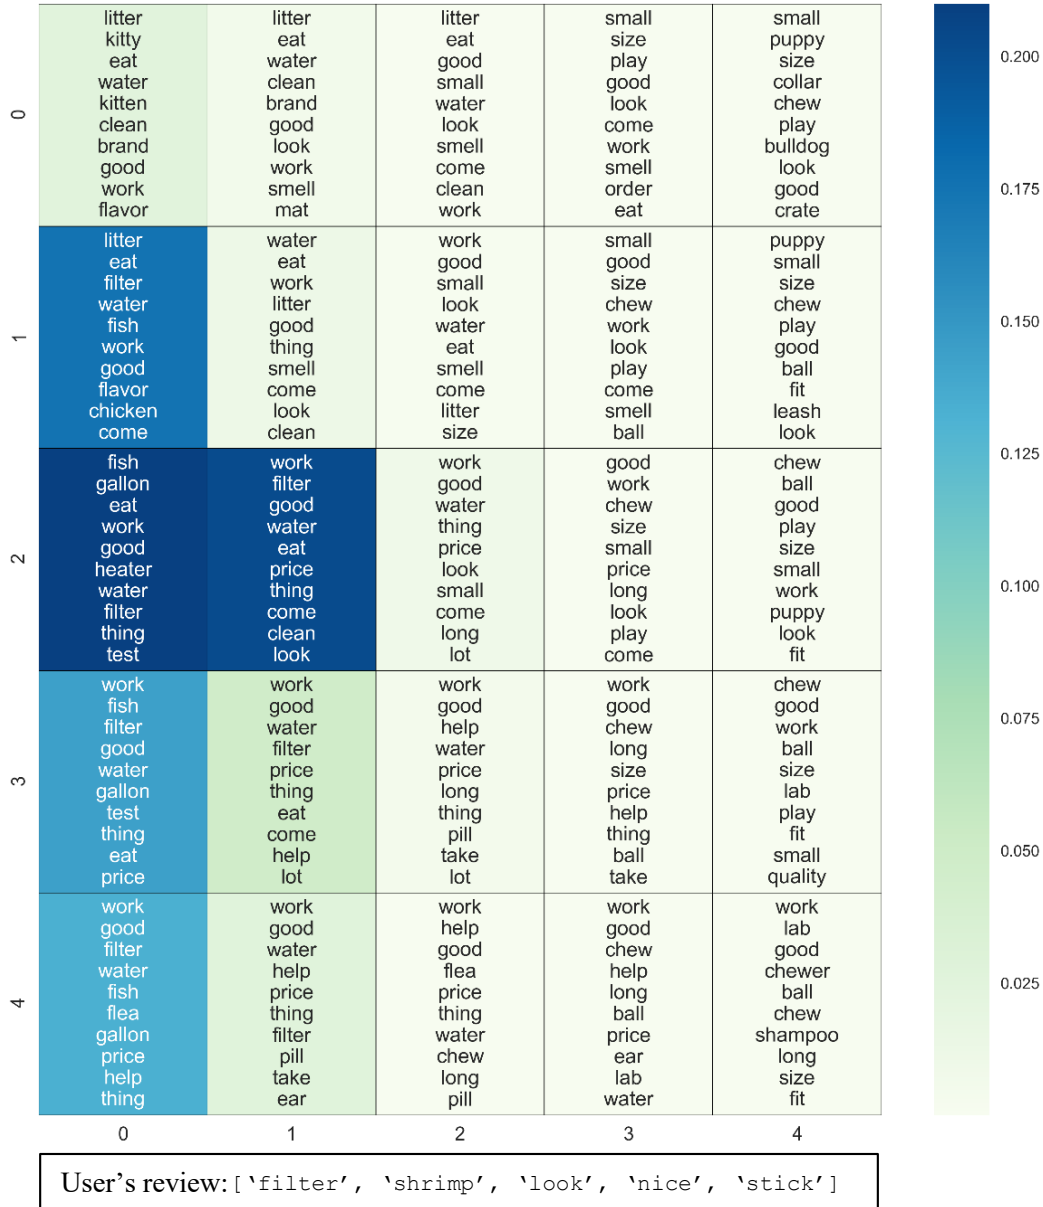 litter litter litter small small
kitty eat eat size puppy
eat water good play size
water clean small good collar
kitten brand water look chew
clean good look come play
brand look smell work bulldog
good work come smell look
work smell clean order good
flavor mat work eat crate
0
litter water work small puppy
eat eat good good small
filter work small size size
water litter look chew chew
fish good water work play
work thing eat look good
good smell smell play ball
flavor come come come fit
chicken look litter smell leash
come clean size ball look
1
fish work work good chew
gallon filter good work ball
eat good water chew good
work water thing size play
good eat price small size
heater price look price small
water thing small long work
filter come come look puppy
thing clean long play look
test look lot come fit
2
work work work work chew
fish good good good good
filter water help chew work
good filter water long ball
water price price size size
gallon thing long price lab
test eat thing help play
thing come pill thing fit
eat help take ball small
price lot lot take quality
3
work work work work work
good good help good lab
filter water good chew good
water help flea help chewer
fish price price long ball
flea thing thing ball chew
gallon filter water price shampoo
price pill chew ear long
help take long lab size
thing ear pill water fit
4
0 1 2 3 4
0.200
0.175
0.150
0.125
0.100
0.075
0.050
0.025
User’s review: [‘filter’, ‘shrimp’, ‘look’, ‘nice’, ‘stick’]